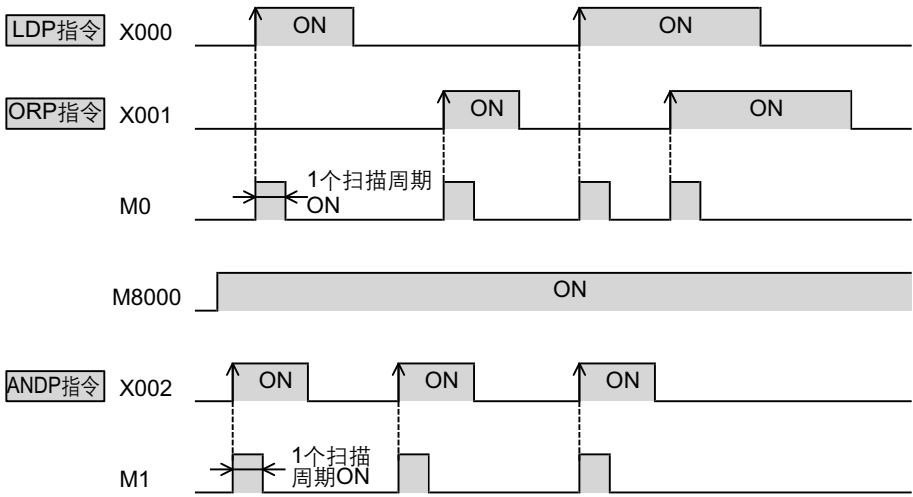 LDP指令 X000 ON ON
ORP指令 X001 ON ON
1个扫描周期
M0 ON
M8000 ON
ANDP指令 X002 ON ON ON
1个扫描
M1 周期ON